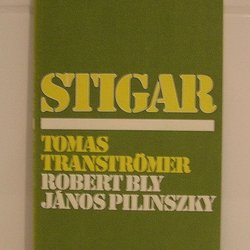 STIGAR
TOMAS
TRANSTRÖMER
ROBERT BLY
JÁNOS PILINSZKY